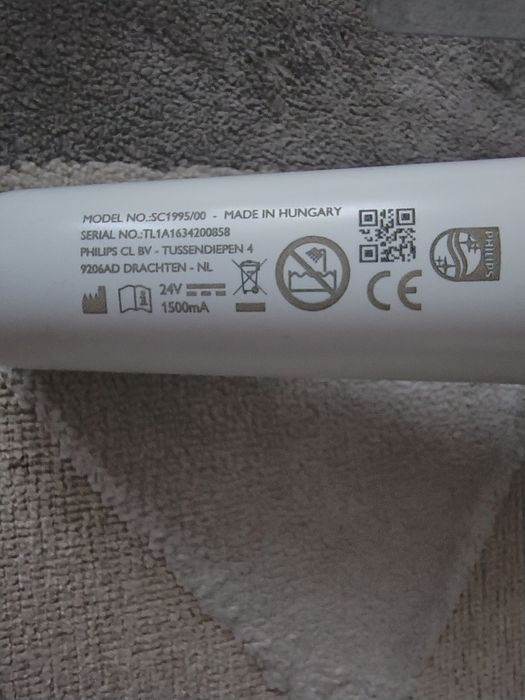 MODEL NO.:SC1995/00 - MADE IN HUNGARY
SERIAL NO.:TL1A1634200858
PHILIPS CL BV - TUSSENDIEPEN 4
9206AD DRACHTEN - NL
24V
1500mA
CE
PHILIPS